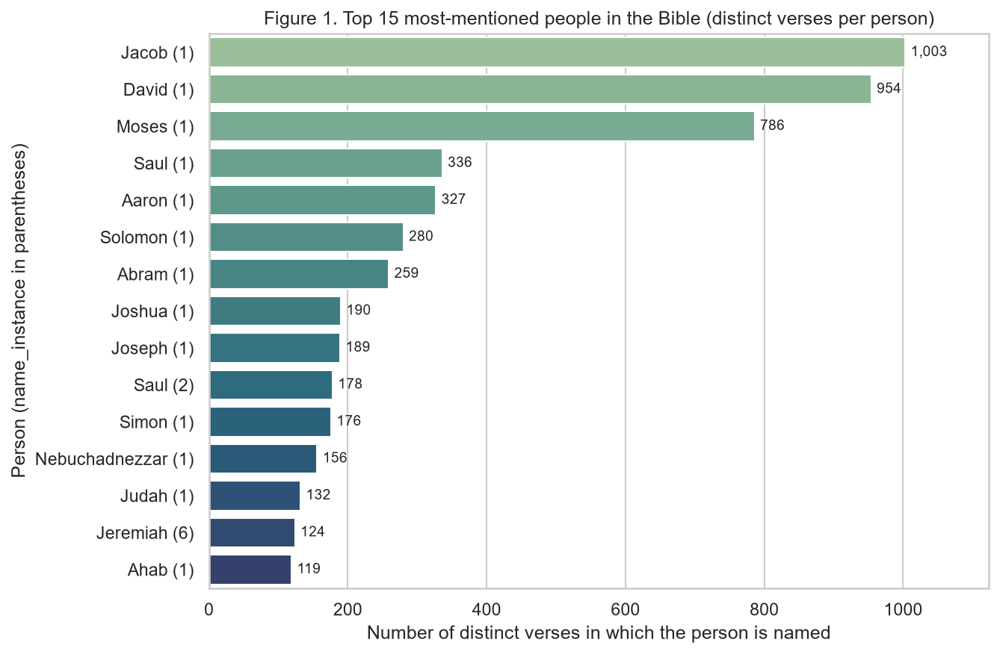 Figure 1. Top 15 most-mentioned people in the Bible (distinct verses per person)
Person (name_instance in parentheses)
Jacob (1) 1,003
David (1) 954
Moses (1) 786
Saul (1) 336
Aaron (1) 327
Solomon (1) 280
Abram (1) 259
Joshua (1) 190
Joseph (1) 189
Saul (2) 178
Simon (1) 176
Nebuchadnezzar (1) 156
Judah (1) 132
Jeremiah (6) 124
Ahab (1) 119
0 200 400 600 800 1000
Number of distinct verses in which the person is named